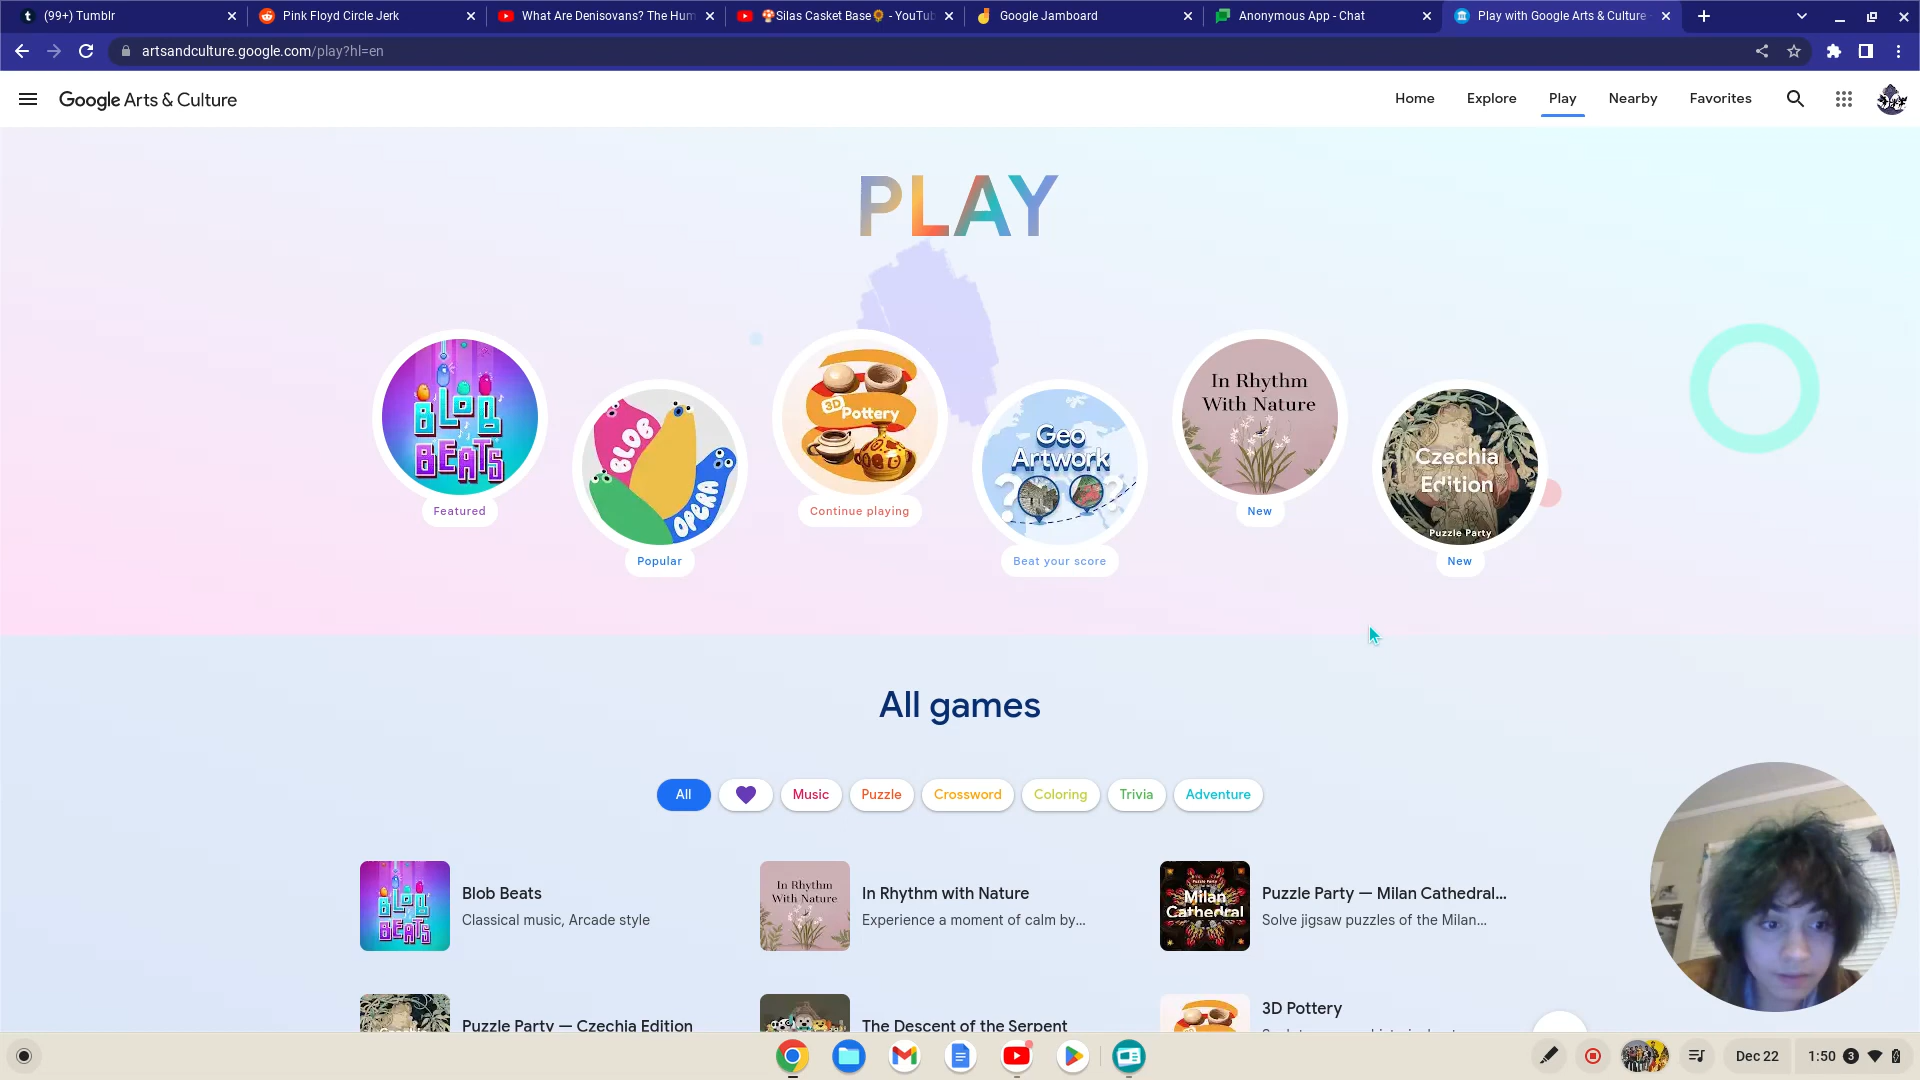 (99+) Tumblr
Pink Floyd Circle Jerk
What Are Denisovans? The Hum
🍄Silas Casket Base🌻 - YouTub
Google Jamboard
Anonymous App - Chat
Play with Google Arts & Culture -
artsandculture.google.com/play?hl=en
Google Arts & Culture
Home
Explore
Play
Nearby
Favorites
PLAY
BLOB
BEATS
Featured
BLOB
OPERA
Popular
3D
Pottery
Continue playing
Geo
Artwork
Beat your score
In Rhythm
With Nature
New
Czechia
Edition
Puzzle Party
New
All games
All
Music
Puzzle
Crossword
Coloring
Trivia
Adventure
BLOB
BEATS
Blob Beats
Classical music, Arcade style
In Rhythm
With Nature
In Rhythm with Nature
Experience a moment of calm by...
Puzzle Party
Milan
Cathedral
Puzzle Party — Milan Cathedral...
Solve jigsaw puzzles of the Milan...
Puzzle Party — Czechia Edition
The Descent of the Serpent
3D Pottery
Dec 22
1:50
3